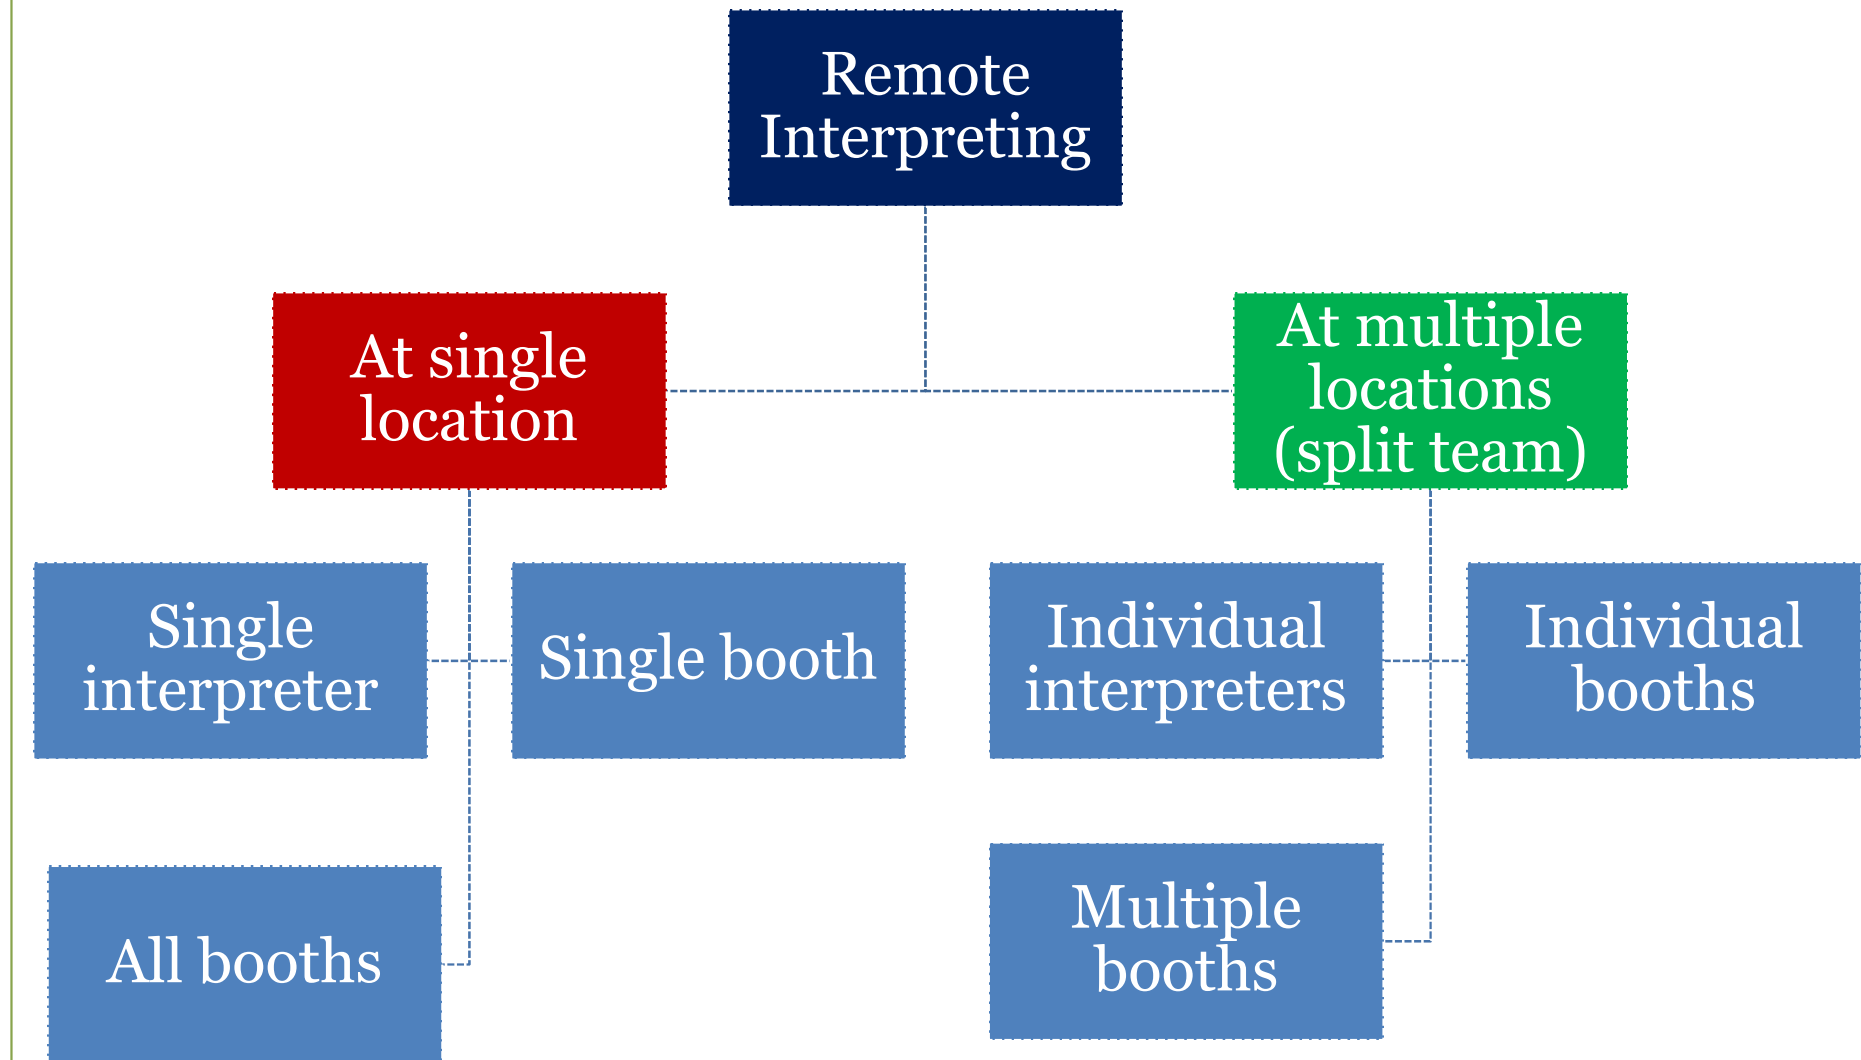 Remote
Interpreting
At single
location
At multiple
locations
(split team)
Single
interpreter
Single booth
Individual
interpreters
Individual
booths
All booths
Multiple
booths